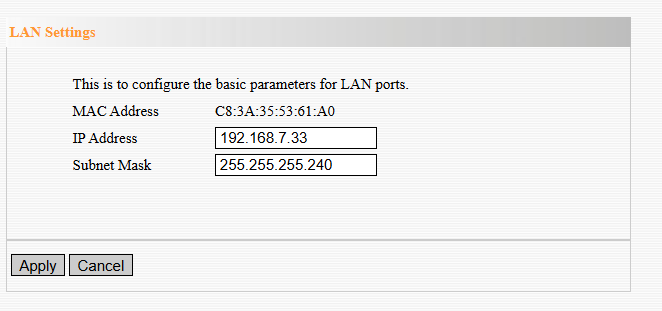 LAN Settings
This is to configure the basic parameters for LAN ports.
MAC Address C8:3A:35:53:61:A0
IP Address 192.168.7.33
Subnet Mask 255.255.255.240
Apply Cancel